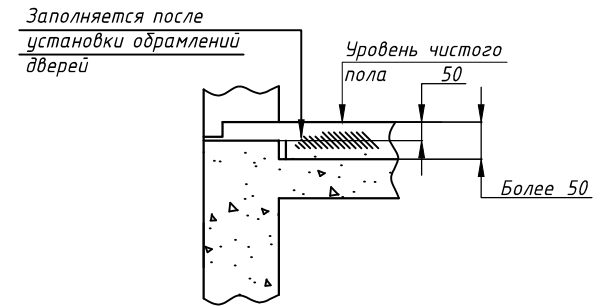 Заполняется после
установки обрамлений
дверей
Уровень чистого
пола
50
Более 50